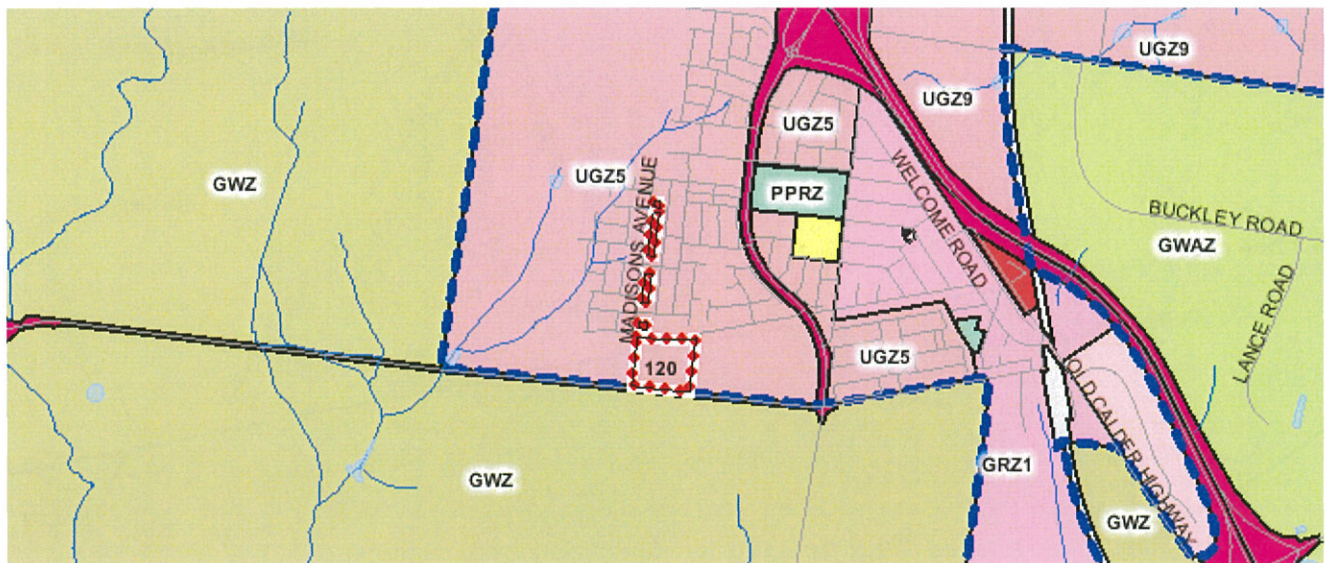 UGZ9
UGZ9
UGZ5
GWZ
UGZ5
PPRZ
MADISONS AVENUE
WELCOME ROAD
BUCKLEY ROAD
GWAZ
LANCE ROAD
120
UGZ5
OLD CALDER HIGHWAY
GWZ
GRZ1
GWZ